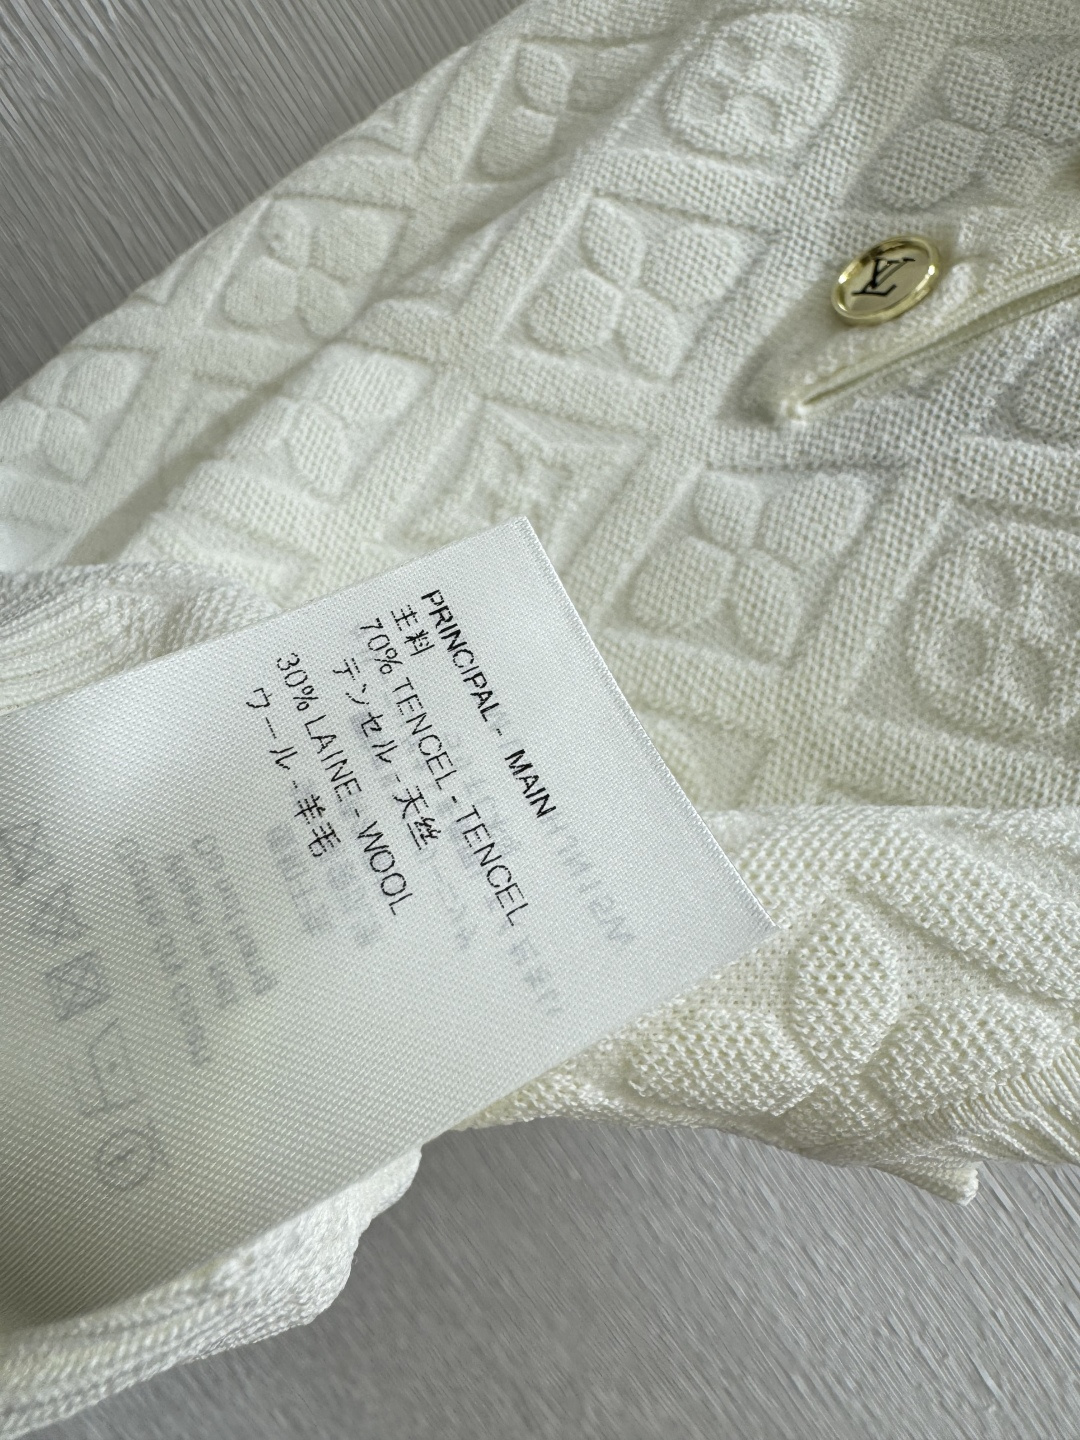 PRINCIPAL - MAIN
主料
70% TENCEL - TENCEL
テンセル - 天丝
30% LAINE - WOOL
ウール - 羊毛
LV